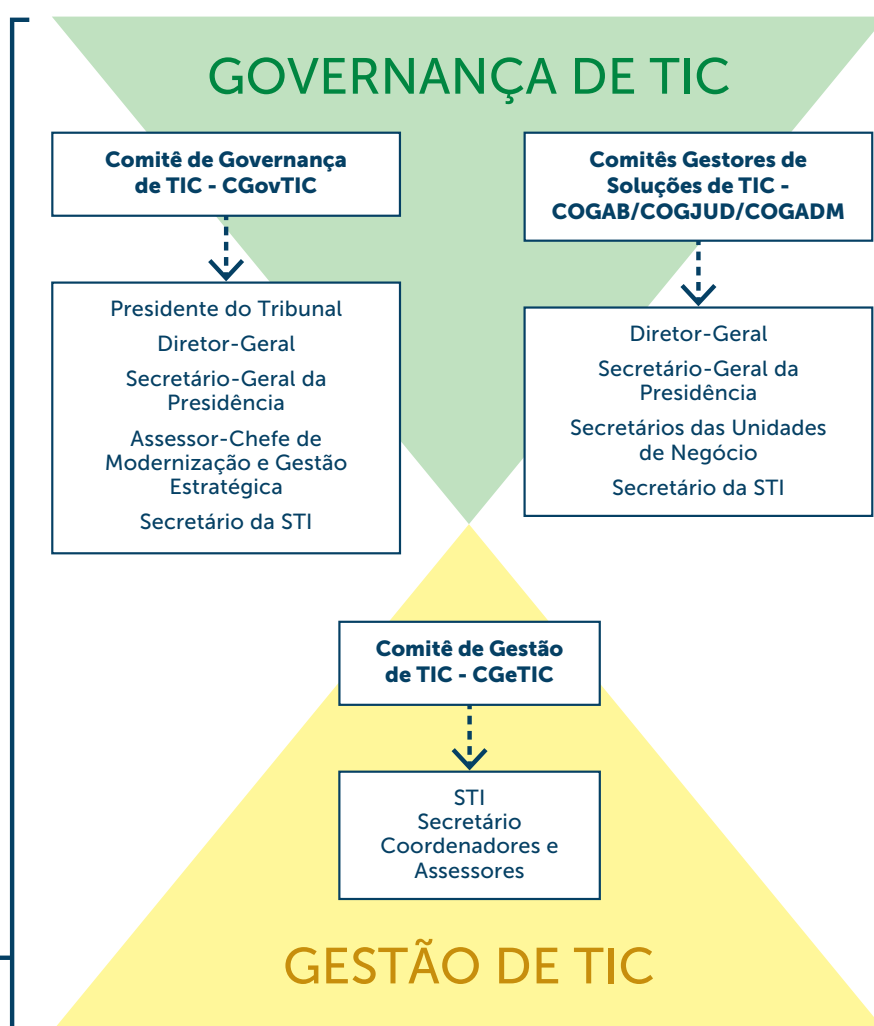 GOVERNANÇA DE TIC
Comitê de Governança
de TIC - CGovTIC
Presidente do Tribunal
Diretor-Geral
Secretário-Geral da
Presidência
Assessor-Chefe de
Modernização e Gestão
Estratégica
Secretário da STI
Comitês Gestores de
Soluções de TIC -
COGAB/COGJUD/COGADM
Diretor-Geral
Secretário-Geral da
Presidência
Secretários das Unidades
de Negócio
Secretário da STI
Comitê de Gestão
de TIC - CGeTIC
STI
Secretário
Coordenadores e
Assessores
GESTÃO DE TIC